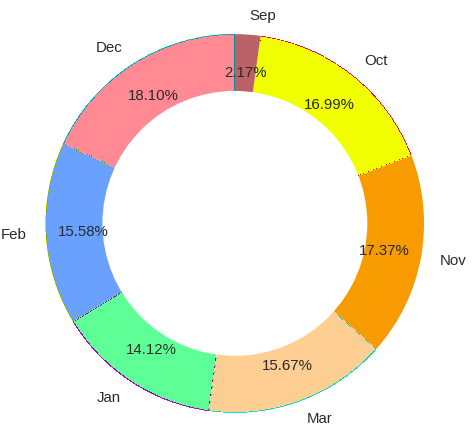 Sep
2.17%
Oct
16.99%
Nov
17.37%
Mar
15.67%
Jan
14.12%
Feb
15.58%
Dec
18.10%